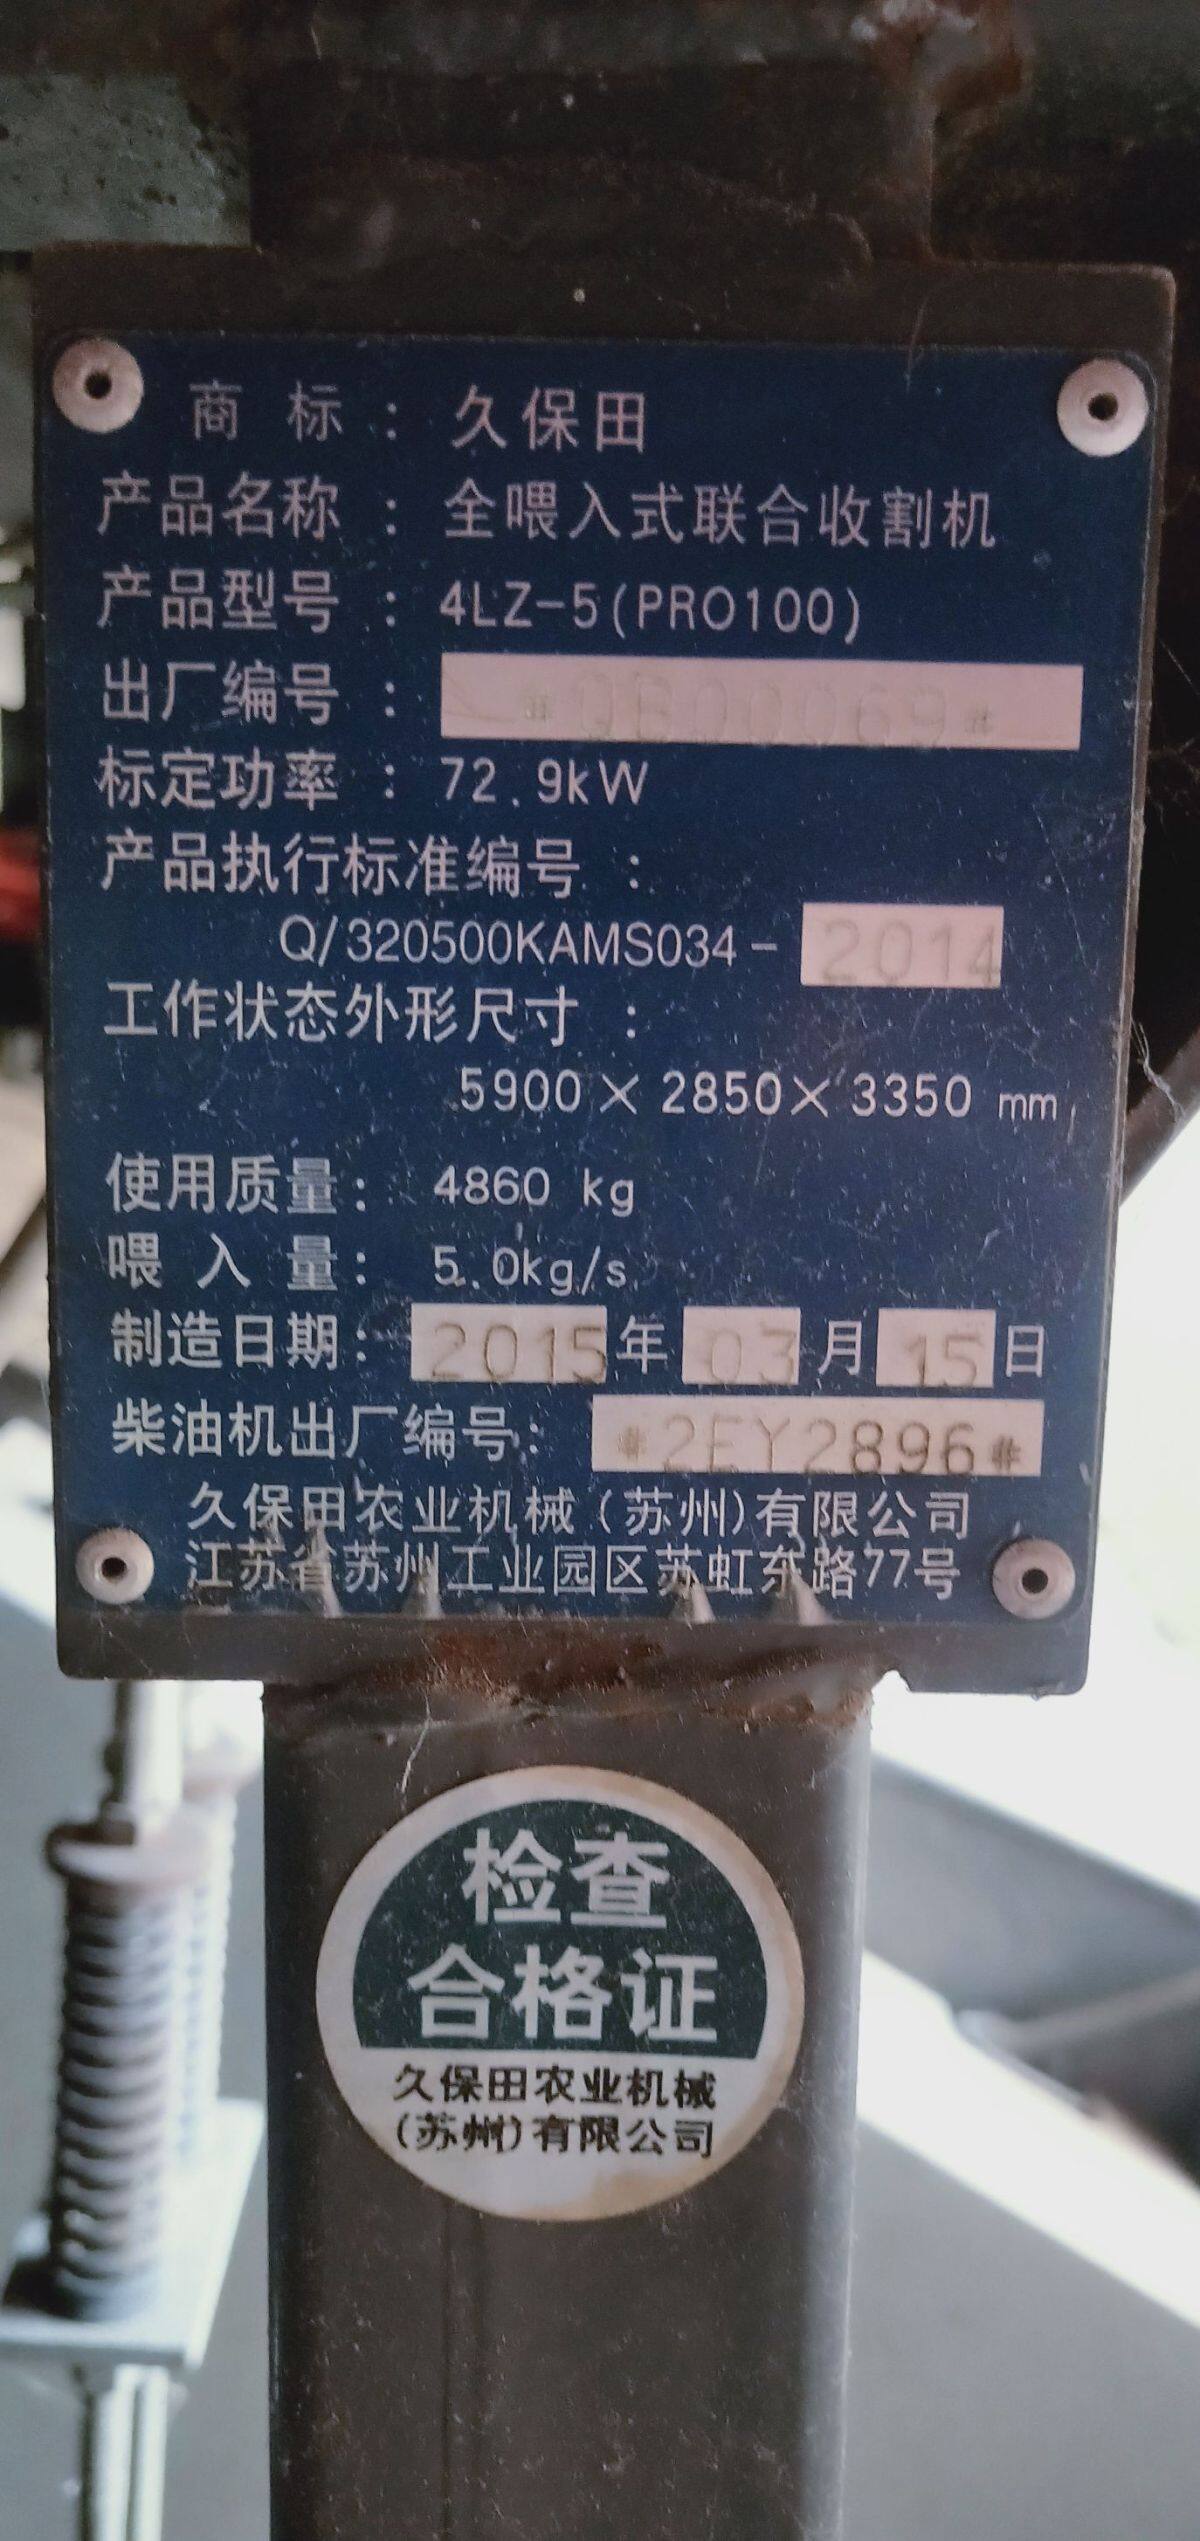 商 标 : 久保田
产品名称 : 全喂入式联合收割机
产品型号 : 4LZ-5(PRO100)
出厂编号 : *QB00069*
标定功率 : 72.9kW
产品执行标准编号 :
Q/320500KAMS034- 2014
工作状态外形尺寸 :
5900×2850×3350 mm
使用质量: 4860 kg
喂 入 量: 5.0kg/s
制造日期: 2015年 03月 15日
柴油机出厂编号: *2EY2896*
久保田农业机械(苏州)有限公司
江苏省苏州工业园区苏虹东路77号
检查
合格证
久保田农业机械
(苏州)有限公司